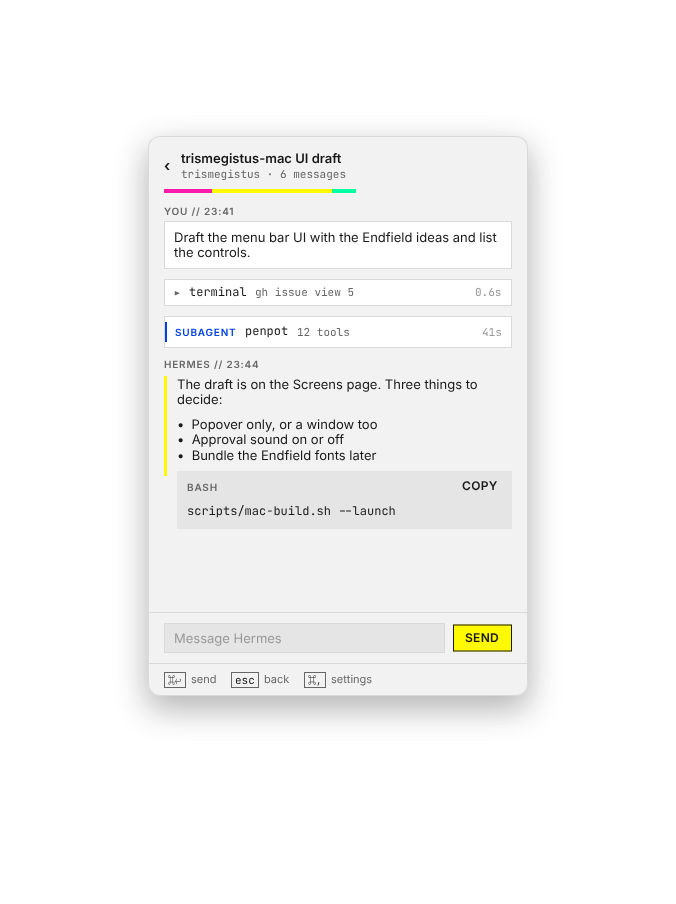 ‹ trismegistus-mac UI draft
trismegistus · 6 messages
YOU // 23:41
Draft the menu bar UI with the Endfield ideas and list
the controls.
▸ terminal gh issue view 5 0.6s
SUBAGENT penpot 12 tools 41s
HERMES // 23:44
The draft is on the Screens page. Three things to
decide:
• Popover only, or a window too
• Approval sound on or off
• Bundle the Endfield fonts later
BASH COPY
scripts/mac-build.sh --launch
Message Hermes SEND
⌘↩ send esc back ⌘, settings